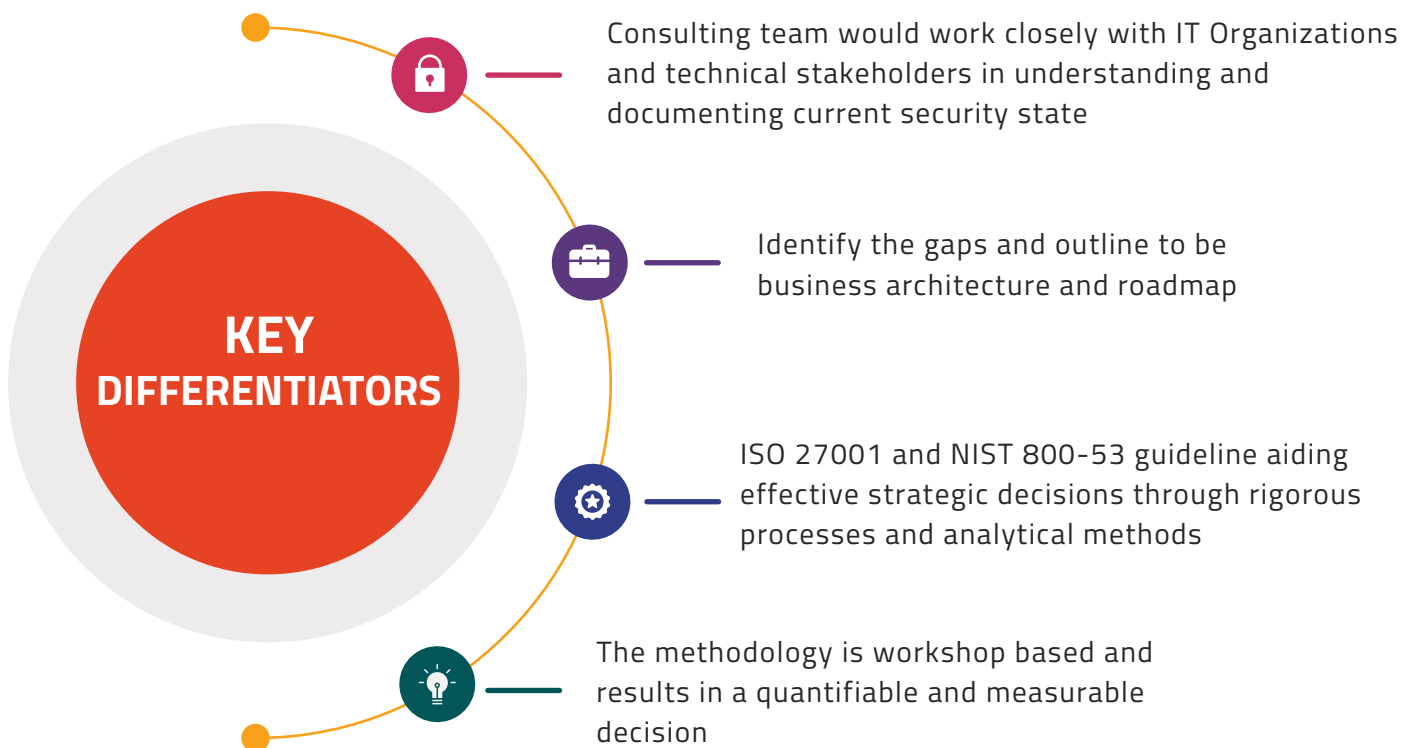 Consulting team would work closely with IT Organizations
and technical stakeholders in understanding and
documenting current security state
Identify the gaps and outline to be
business architecture and roadmap
KEY
DIFFERENTIATORS
ISO 27001 and NIST 800-53 guideline aiding
effective strategic decisions through rigorous
processes and analytical methods
The methodology is workshop based and
results in a quantifiable and measurable
decision